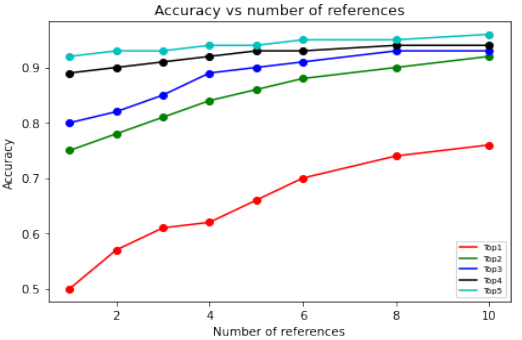 Accuracy vs number of references
Accuracy
0.9
0.8
0.7
0.6
0.5
2
4
6
8
10
Number of references
Top1
Top2
Top3
Top4
Top5